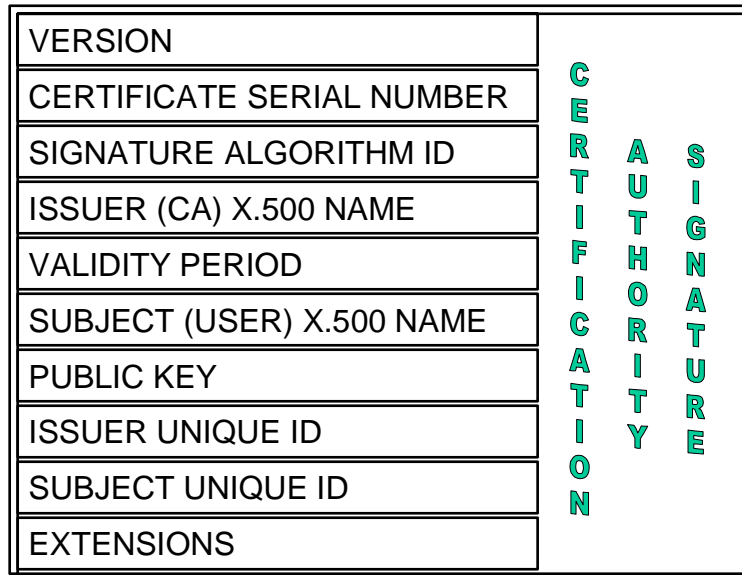 VERSION
CERTIFICATE SERIAL NUMBER
SIGNATURE ALGORITHM ID
ISSUER (CA) X.500 NAME
VALIDITY PERIOD
SUBJECT (USER) X.500 NAME
PUBLIC KEY
ISSUER UNIQUE ID
SUBJECT UNIQUE ID
EXTENSIONS
CERTIFICATION
AUTHORITY
SIGNATURE